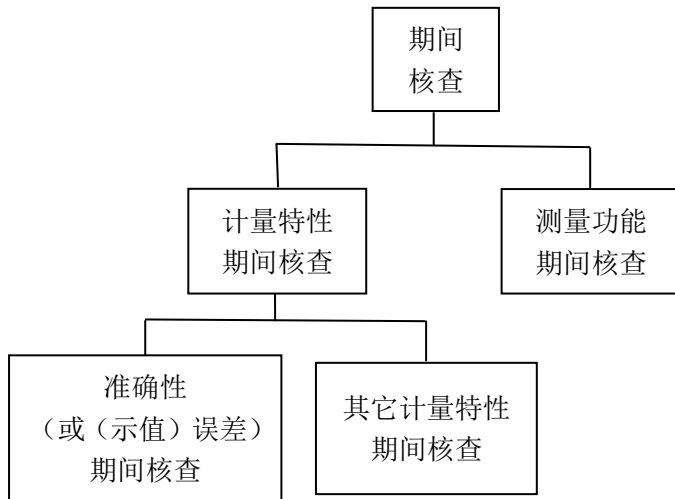 期间
核查
计量特性
期间核查
测量功能
期间核查
准确性
（或（示值）误差）
期间核查
其它计量特性
期间核查